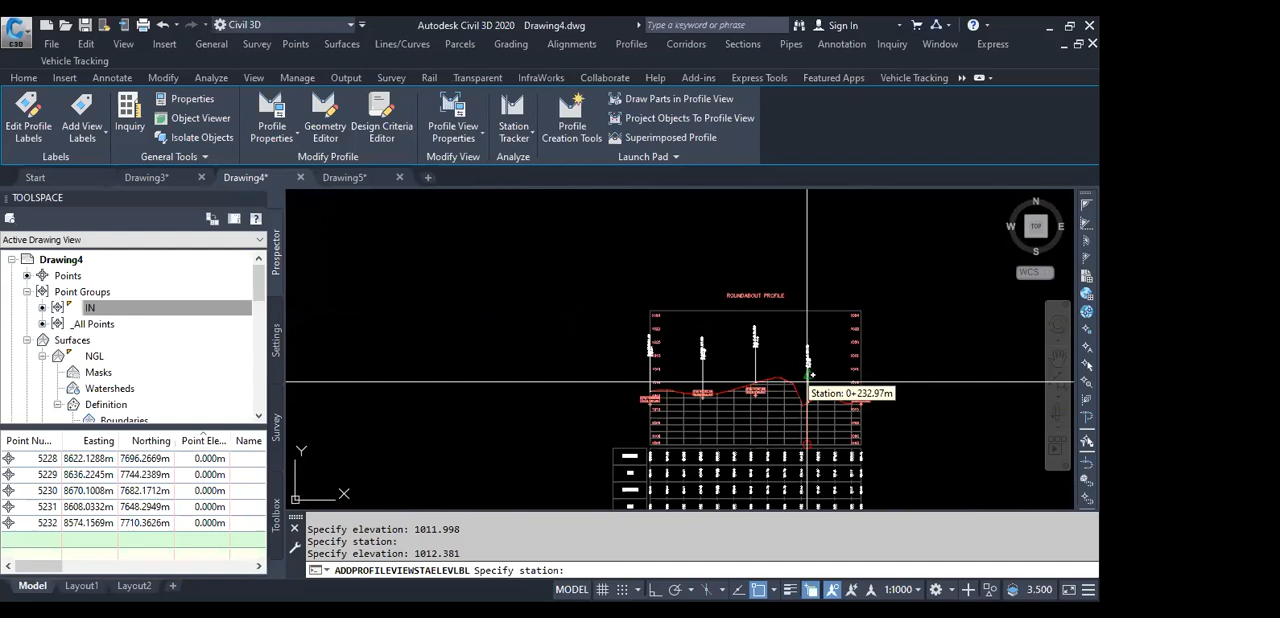 Civil 3D
Autodesk Civil 3D 2020 Drawing4.dwg
Type a keyword or phrase
Sign In
C3D
File Edit View Insert General Survey Points Surfaces Lines/Curves Parcels Grading Alignments Profiles Corridors Sections Pipes Annotation Inquiry Window Express
Vehicle Tracking
Home Insert Annotate Modify Analyze View Manage Output Survey Rail Transparent InfraWorks Collaborate Help Add-ins Express Tools Featured Apps Vehicle Tracking
Edit Profile Labels
Add View Labels
Inquiry
Properties
Object Viewer
Isolate Objects
Profile Properties
Geometry Editor
Design Criteria Editor
Profile View Properties
Station Tracker
Profile Creation Tools
Draw Parts in Profile View
Project Objects To Profile View
Superimposed Profile
Labels General Tools Modify Profile Modify View Analyze Launch Pad
Start Drawing3* Drawing4* Drawing5*
TOOLSPACE
Active Drawing View
Drawing4
Points
Point Groups
IN
_All Points
Surfaces
NGL
Masks
Watersheds
Definition
Boundaries
Prospector
Settings
Survey
Toolbox
Point Nu... Easting Northing Point Ele... Name
5228 8622.1288m 7696.2669m 0.000m
5229 8636.2245m 7744.2389m 0.000m
5230 8670.1008m 7682.1712m 0.000m
5231 8608.0332m 7648.2949m 0.000m
5232 8574.1569m 7710.3626m 0.000m
N
W TOP E
S
WCS
ROUNDABOUT PROFILE
Station: 0+232.97m
Y
X
Specify elevation: 1011.998
Specify station:
Specify elevation: 1012.381
ADDPROFILEVIEWSTAELEVLBL Specify station:
Model Layout1 Layout2
MODEL
1:1000
3.500